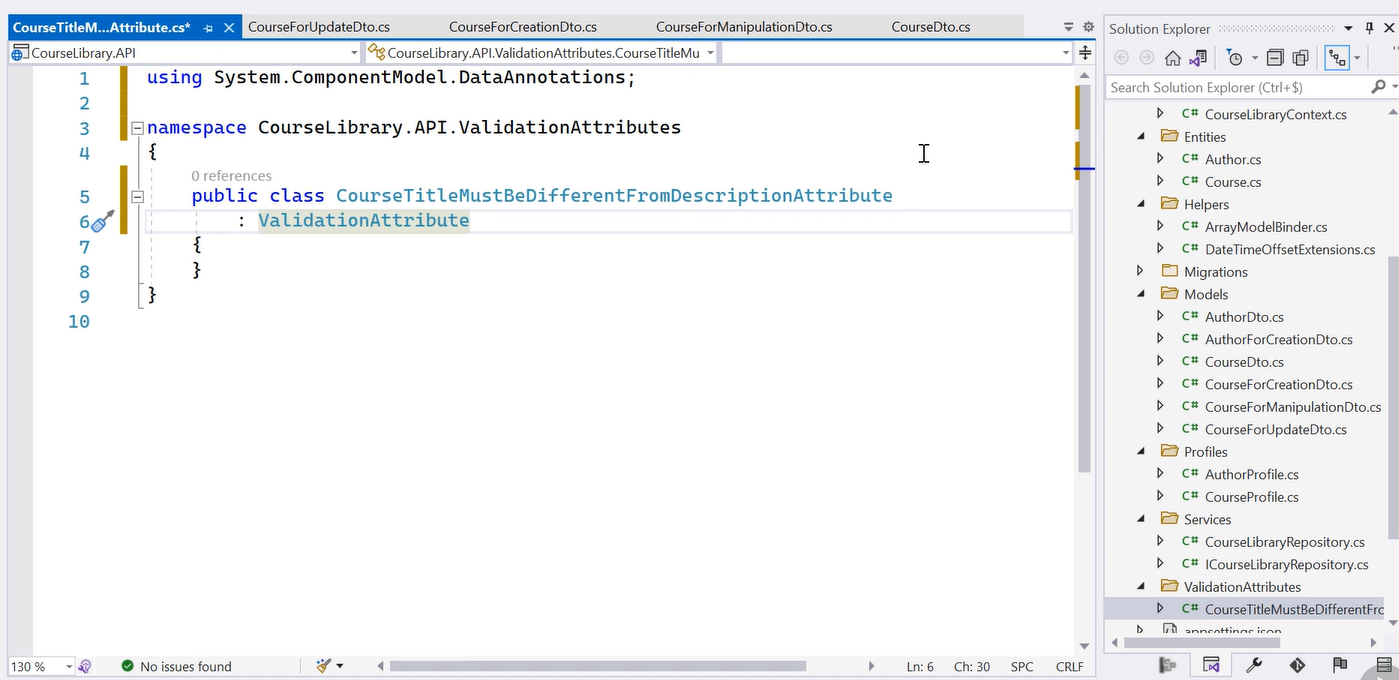 CourseTitleM...Attribute.cs*
CourseForUpdateDto.cs
CourseForCreationDto.cs
CourseForManipulationDto.cs
CourseDto.cs
CourseLibrary.API
CourseLibrary.API.ValidationAttributes.CourseTitleMu
1 using System.ComponentModel.DataAnnotations;
2
3 namespace CourseLibrary.API.ValidationAttributes
4 {
0 references
5 public class CourseTitleMustBeDifferentFromDescriptionAttribute
6 : ValidationAttribute
7 {
8 }
9 }
10
130 %
No issues found
Ln: 6 Ch: 30 SPC CRLF
Solution Explorer
Search Solution Explorer (Ctrl+$)
C# CourseLibraryContext.cs
Entities
C# Author.cs
C# Course.cs
Helpers
C# ArrayModelBinder.cs
C# DateTimeOffsetExtensions.cs
Migrations
Models
C# AuthorDto.cs
C# AuthorForCreationDto.cs
C# CourseDto.cs
C# CourseForCreationDto.cs
C# CourseForManipulationDto.cs
C# CourseForUpdateDto.cs
Profiles
C# AuthorProfile.cs
C# CourseProfile.cs
Services
C# CourseLibraryRepository.cs
C# ICourseLibraryRepository.cs
ValidationAttributes
C# CourseTitleMustBeDifferentFrc
appsettings.json